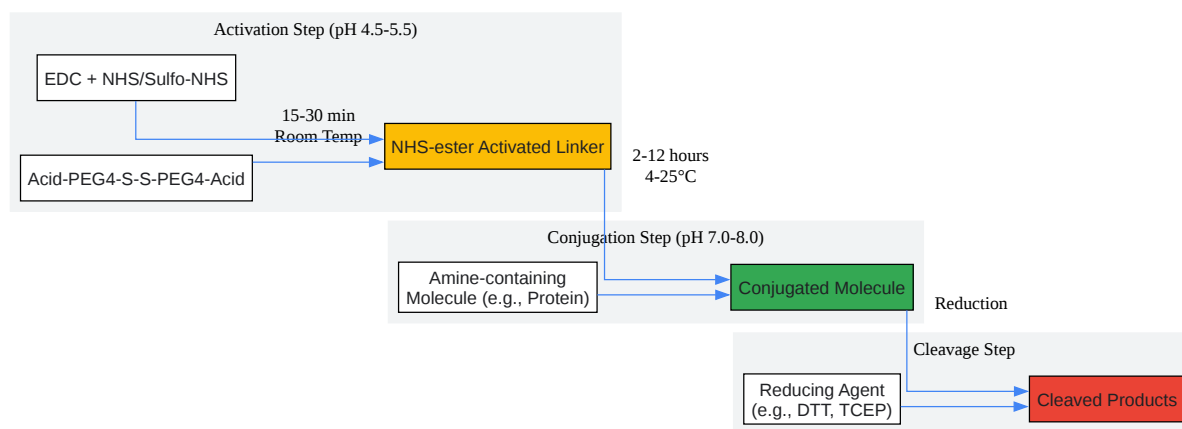 Activation Step (pH 4.5-5.5)
EDC + NHS/Sulfo-NHS
15-30 min
Room Temp
NHS-ester Activated Linker
Acid-PEG4-S-S-PEG4-Acid
2-12 hours
4-25°C
Conjugation Step (pH 7.0-8.0)
Amine-containing
Molecule (e.g., Protein)
Conjugated Molecule
Reduction
Cleavage Step
Reducing Agent
(e.g., DTT, TCEP)
Cleaved Products